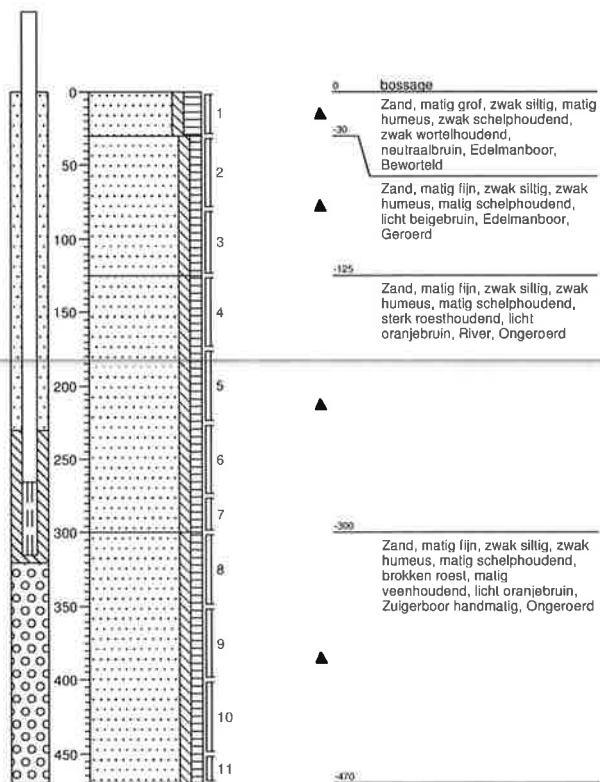 0
50
100
150
200
250
300
350
400
450
1
2
3
4
5
6
7
8
9
10
11
0 bossage
Zand, matig grof, zwak siltig, matig
humeus, zwak schelphoudend,
zwak wortelhoudend,
neutraalbruin, Edelmanboor,
Beworteld
-30
Zand, matig fijn, zwak siltig, zwak
humeus, matig schelphoudend,
licht beigebruin, Edelmanboor,
Geroerd
-125
Zand, matig fijn, zwak siltig, zwak
humeus, matig schelphoudend,
sterk roesthoudend, licht
oranjebruin, River, Ongeroerd
-300
Zand, matig fijn, zwak siltig, zwak
humeus, matig schelphoudend,
brokken roest, matig
veenhoudend, licht oranjebruin,
Zuigerboor handmatig, Ongeroerd
-470